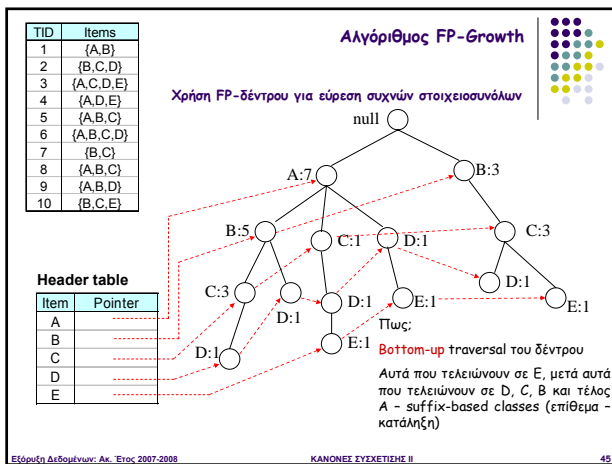 Αλγόριθμος FP-Growth
TID Items
1 {A,B}
2 {B,C,D}
3 {A,C,D,E}
4 {A,D,E}
5 {A,B,C}
6 {A,B,C,D}
7 {B,C}
8 {A,B,C}
9 {A,B,D}
10 {B,C,E}
Χρήση FP-δέντρου για εύρεση συχνών στοιχειοσυνόλων
null
A:7
B:3
B:5
C:1
D:1
C:3
C:3
D:1
D:1
D:1
E:1
E:1
D:1
E:1
Header table
Item Pointer
A
B
C
D
E
Πως;
Bottom-up traversal του δέντρου
Αυτά που τελειώνουν σε E, μετά αυτά
που τελειώνουν σε D, C, B και τέλος
A – suffix-based classes (επίθεμα –
κατάληξη)
Εξόρυξη Δεδομένων: Ακ. Έτος 2007-2008 ΚΑΝΟΝΕΣ ΣΥΣΧΕΤΙΣΗΣ II 45